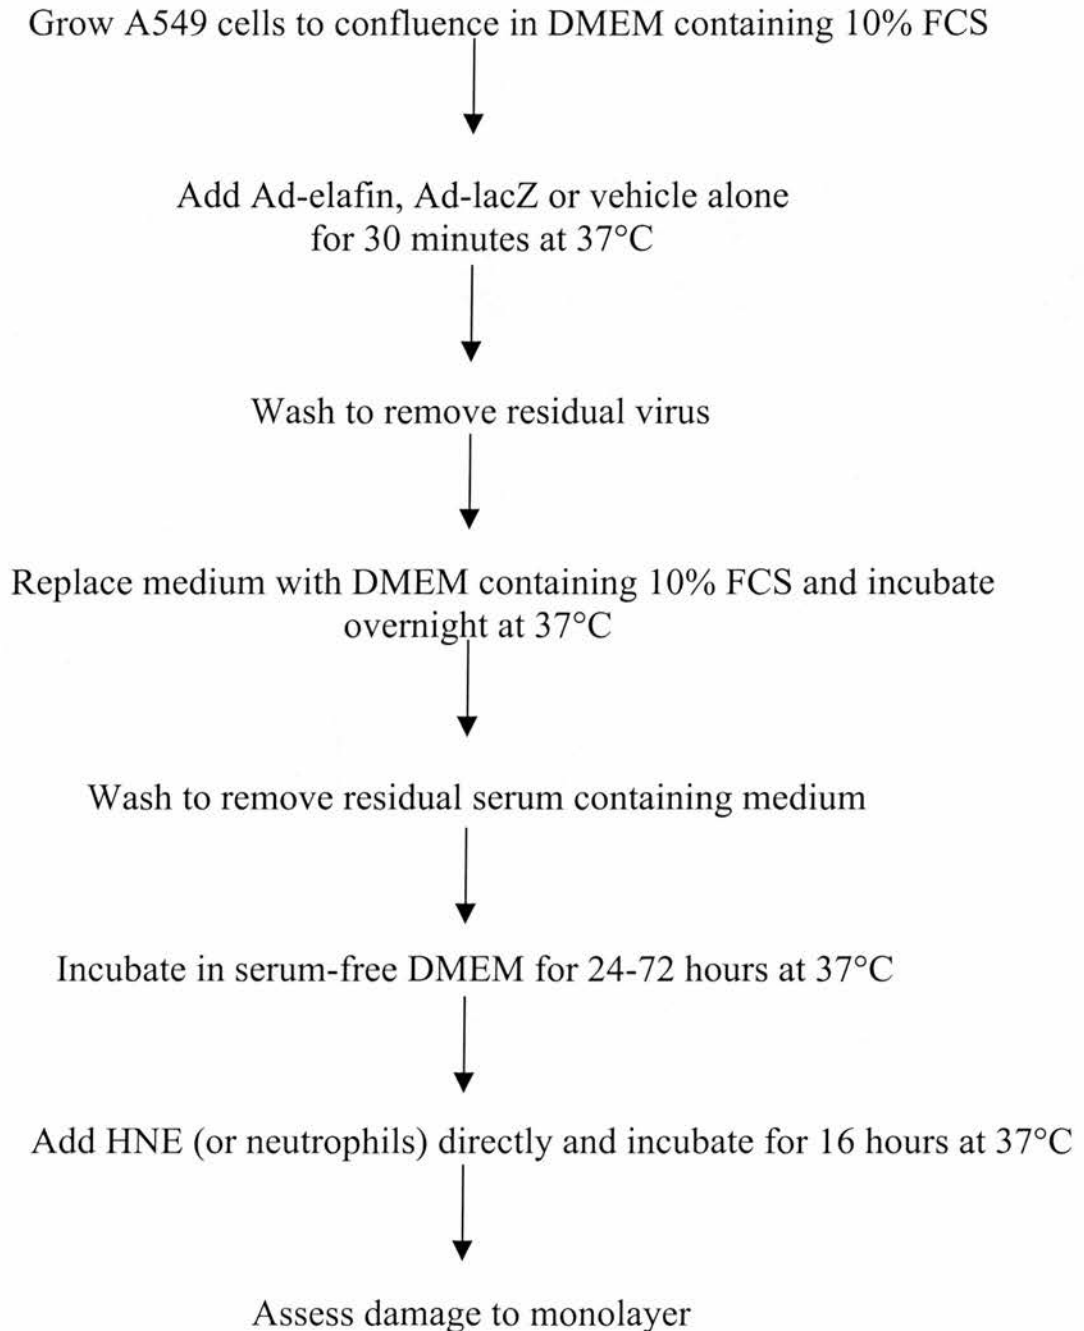 Grow A549 cells to confluence in DMEM containing 10% FCS
Add Ad-elafin, Ad-lacZ or vehicle alone
for 30 minutes at 37°C
Wash to remove residual virus
Replace medium with DMEM containing 10% FCS and incubate
overnight at 37°C
Wash to remove residual serum containing medium
Incubate in serum-free DMEM for 24-72 hours at 37°C
Add HNE (or neutrophils) directly and incubate for 16 hours at 37°C
Assess damage to monolayer